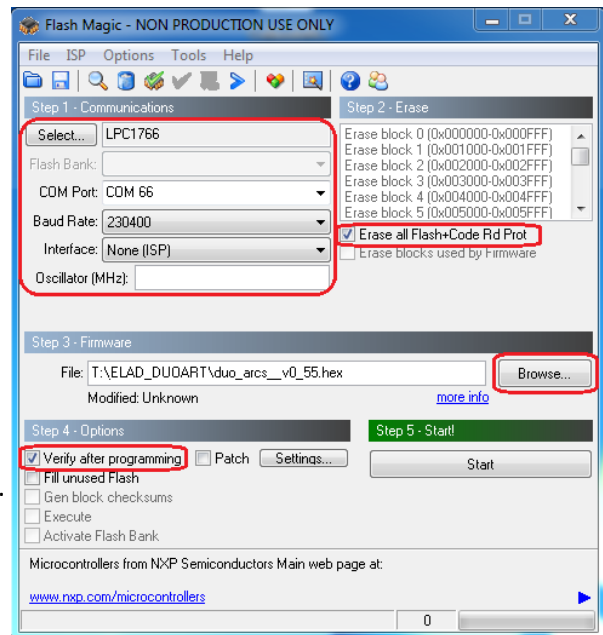 Flash Magic - NON PRODUCTION USE ONLY
File ISP Options Tools Help
Step 1 - Communications
Select... LPC1766
Flash Bank:
COM Port: COM 66
Baud Rate: 230400
Interface: None (ISP)
Oscillator (MHz):
Step 2 - Erase
Erase block 0 (0x000000-0x000FFF)
Erase block 1 (0x001000-0x001FFF)
Erase block 2 (0x002000-0x002FFF)
Erase block 3 (0x003000-0x003FFF)
Erase block 4 (0x004000-0x004FFF)
Erase block 5 (0x005000-0x005FFF)
Erase all Flash+Code Rd Prot
Erase blocks used by Firmware
Step 3 - Firmware
File: T:\ELAD_DUOART\duo_arcs__v0_55.hex Browse...
Modified: Unknown more info
Step 4 - Options
Verify after programming Patch Settings...
Fill unused Flash
Gen block checksums
Execute
Activate Flash Bank
Step 5 - Start!
Start
Microcontrollers from NXP Semiconductors Main web page at:
www.nxp.com/microcontrollers
0